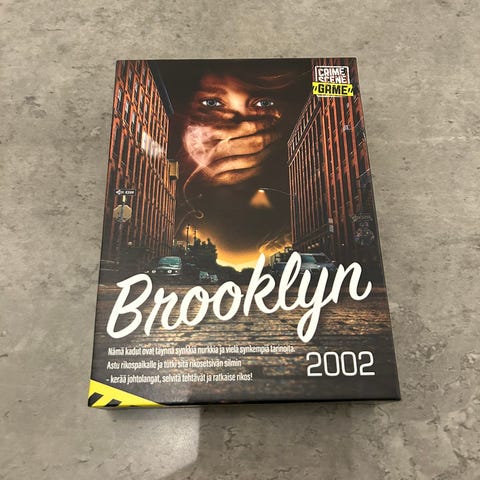 CRIME
SCENE
GAME
Brooklyn
Nämä kadut ovat täynnä synkkiä nurkkia ja vielä synkempiä tarinoita.
Astu rikospaikalle ja tutki sitä rikosetsivän silmin
- kerää johtolangat, selvitä tehtävät ja ratkaise rikos!
2002